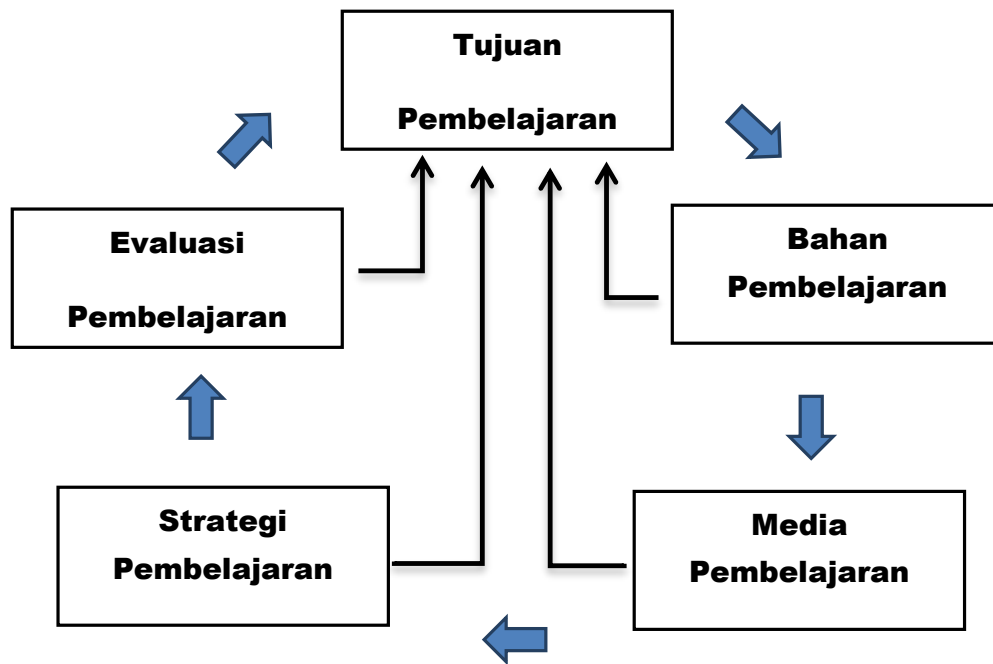 Tujuan
Pembelajaran
Evaluasi
Pembelajaran
Bahan
Pembelajaran
Strategi
Pembelajaran
Media
Pembelajaran